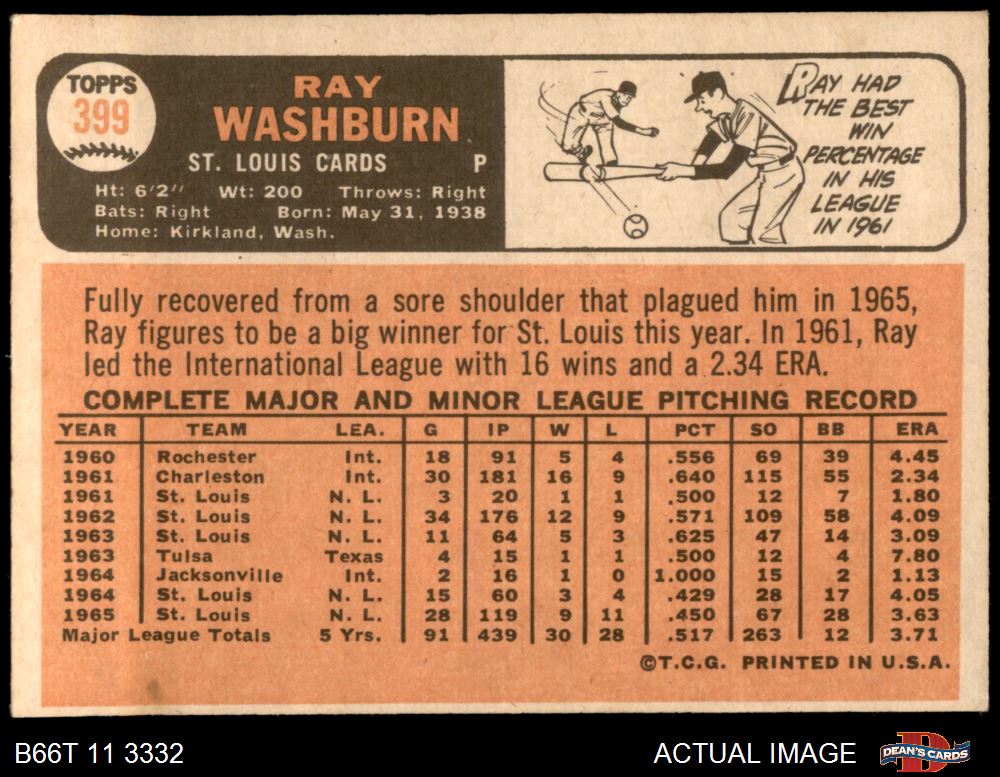 TOPPS
399
RAY
WASHBURN
ST. LOUIS CARDS P
Ht: 6'2" Wt: 200 Throws: Right
Bats: Right Born: May 31, 1938
Home: Kirkland, Wash.
RAY HAD
THE BEST
WIN
PERCENTAGE
IN HIS
LEAGUE
IN 1961
Fully recovered from a sore shoulder that plagued him in 1965,
Ray figures to be a big winner for St. Louis this year. In 1961, Ray
led the International League with 16 wins and a 2.34 ERA.
COMPLETE MAJOR AND MINOR LEAGUE PITCHING RECORD
YEAR TEAM LEA. G IP W L PCT SO BB ERA
1960 Rochester Int. 18 91 5 4 .556 69 39 4.45
1961 Charleston Int. 30 181 16 9 .640 115 55 2.34
1961 St. Louis N. L. 3 20 1 1 .500 12 7 1.80
1962 St. Louis N. L. 34 176 12 9 .571 109 58 4.09
1963 St. Louis N. L. 11 64 5 3 .625 47 14 3.09
1963 Tulsa Texas 4 15 1 1 .500 12 4 7.80
1964 Jacksonville Int. 2 16 1 0 1.000 15 2 1.13
1964 St. Louis N. L. 15 60 3 4 .429 28 17 4.05
1965 St. Louis N. L. 28 119 9 11 .450 67 28 3.63
Major League Totals 5 Yrs. 91 439 30 28 .517 263 12 3.71
©T.C.G. PRINTED IN U.S.A.
B66T 11 3332 ACTUAL IMAGE DEAN'S CARDS